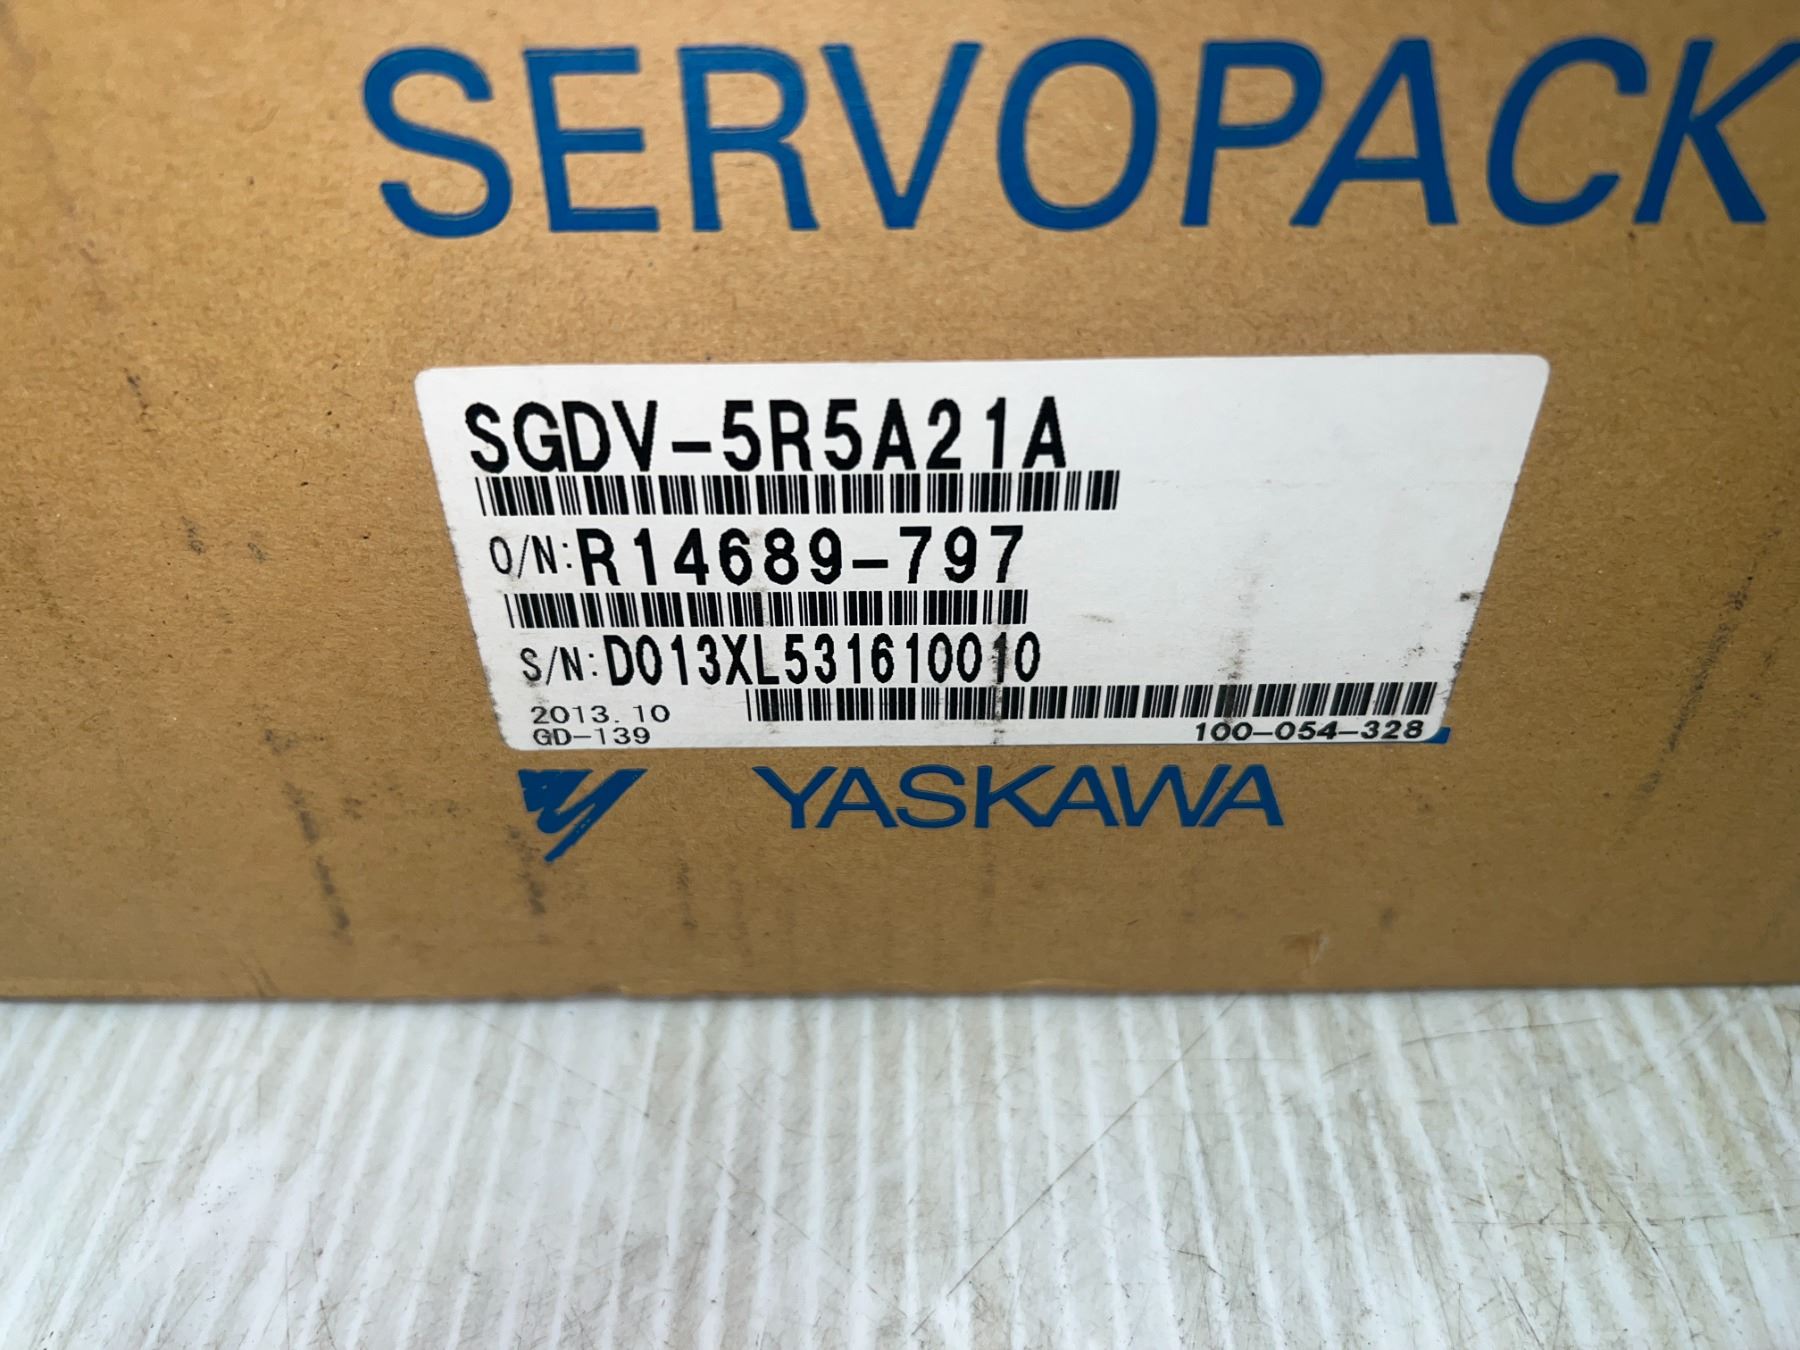 SERVOPACK
SGDV-5R5A21A
O/N:R14689-797
S/N:D013XL531610010
2013.10
GD-139
100-054-328
YASKAWA